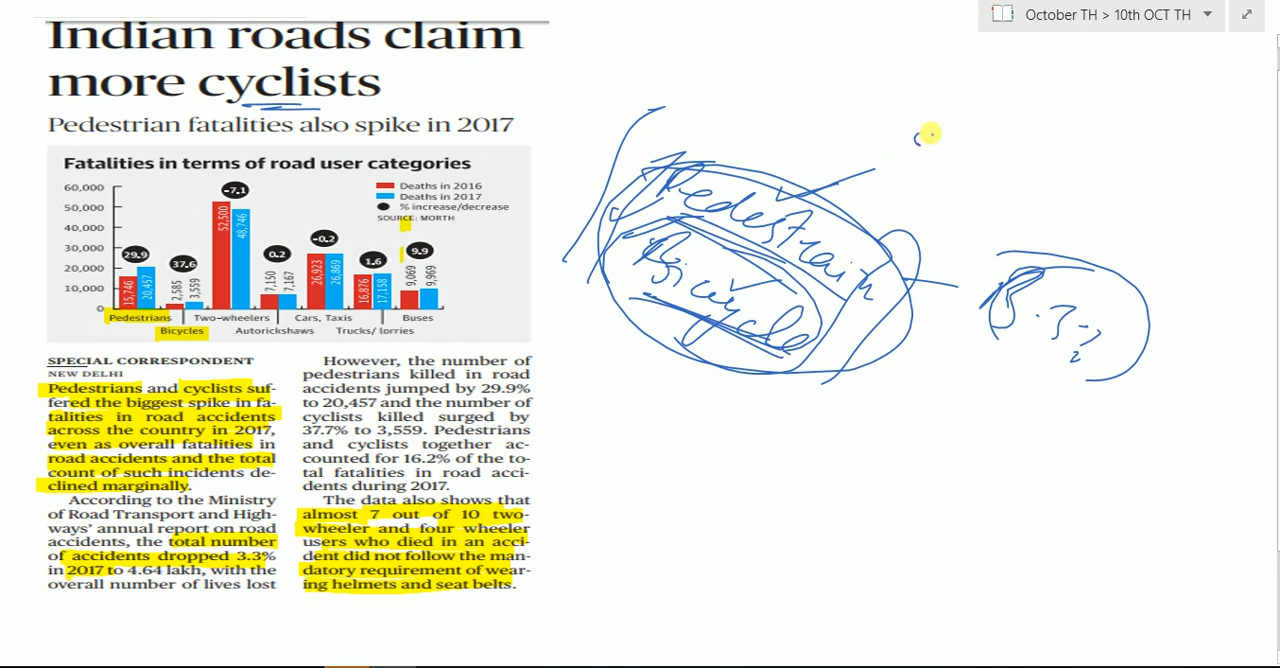 October TH > 10th OCT TH
Indian roads claim
more cyclists
Pedestrian fatalities also spike in 2017
Fatalities in terms of road user categories
60,000
50,000
40,000
30,000
20,000
10,000
0
Deaths in 2016
Deaths in 2017
% increase/decrease
SOURCE: MORTH
29.9
37.6
-7.1
0.2
-0.2
1.6
9.9
15,746
20,457
2,585
3,559
52,500
48,746
7,150
7,167
26,923
26,869
16,876
17,158
9,069
9,969
Pedestrians
Two-wheelers
Cars, Taxis
Buses
Bicycles
Autorickshaws
Trucks/ lorries
SPECIAL CORRESPONDENT
NEW DELHI
Pedestrians and cyclists suf-
fered the biggest spike in fa-
talities in road accidents
across the country in 2017,
even as overall fatalities in
road accidents and the total
count of such incidents de-
clined marginally.
According to the Ministry
of Road Transport and High-
ways' annual report on road
accidents, the total number
of accidents dropped 3.3%
in 2017 to 4.64 lakh, with the
overall number of lives lost
However, the number of
pedestrians killed in road
accidents jumped by 29.9%
to 20,457 and the number of
cyclists killed surged by
37.7% to 3,559. Pedestrians
and cyclists together ac-
counted for 16.2% of the to-
tal fatalities in road acci-
dents during 2017.
The data also shows that
almost 7 out of 10 two-
wheeler and four wheeler
users who died in an acci-
dent did not follow the man-
datory requirement of wear-
ing helmets and seat belts.
Pedestrain
Bicycle